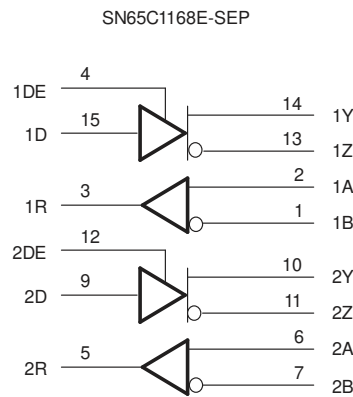 SN65C1168E-SEP
1DE 4
1D 15 14 1Y
13 1Z
1R 3 2 1A
1 1B
2DE 12
2D 9 10 2Y
11 2Z
2R 5 6 2A
7 2B